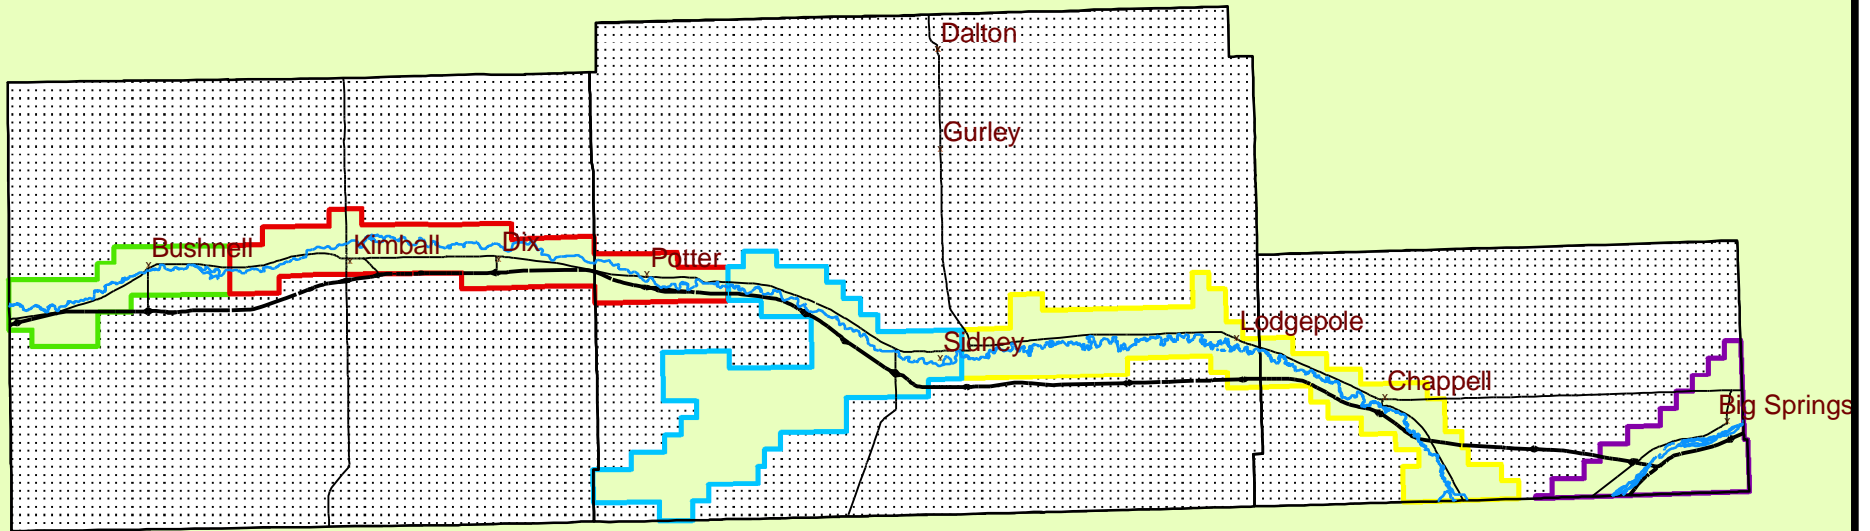 Dalton
Gurley
Bushnell
Kimball
Dix
Potter
Sidney
Lodgepole
Chappell
Big Springs